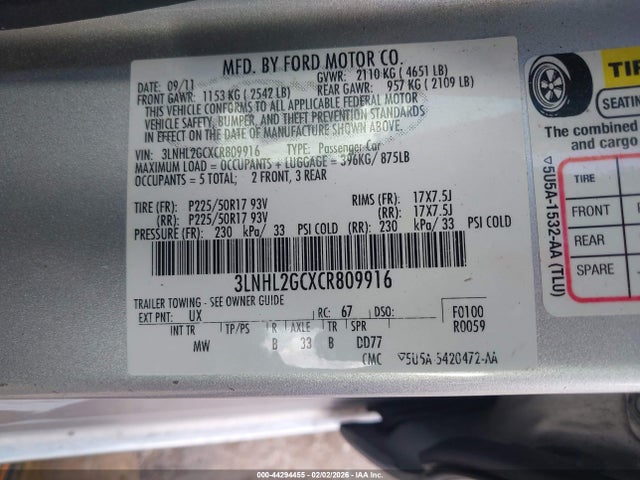 MFD. BY FORD MOTOR CO.
DATE: 09/11 GVWR: 2110 KG ( 4651 LB)
FRONT GAWR: 1153 KG ( 2542 LB) REAR GAWR: 957 KG ( 2109 LB)
THIS VEHICLE CONFORMS TO ALL APPLICABLE FEDERAL MOTOR
VEHICLE SAFETY, BUMPER, AND THEFT PREVENTION STANDARDS
IN EFFECT ON THE DATE OF MANUFACTURE SHOWN ABOVE.
VIN: 3LNHL2GCXCR809916 TYPE: Passenger Car
MAXIMUM LOAD = OCCUPANTS + LUGGAGE = 396KG/ 875LB
OCCUPANTS = 5 TOTAL; 2 FRONT, 3 REAR
TIRE (FR): P225/50R17 93V RIMS (FR): 17X7.5J
(R): P225/50R17 93V (R): 17X7.5J
PRESSURE (FR): 230 kPa/ 33 PSI COLD (RR): 230 kPa/ 33 PSI COLD
3LNHL2GCXCR809916
TRAILER TOWING - SEE OWNER GUIDE
EXT PNT: UX RC: 67 DSO: F0100
INT TR TP/PS R AXLE TR SPR R0059
MW B 33 B DD77
CMC ▽5U5A 5420472-AA
TIR
SEATIN
The combined
and cargo
TIRE
FRONT
REAR
SPARE
▽5U5A-1532-AA (TLU)
000-44294455 - 02/02/2026 - Copyright IAA, LLC